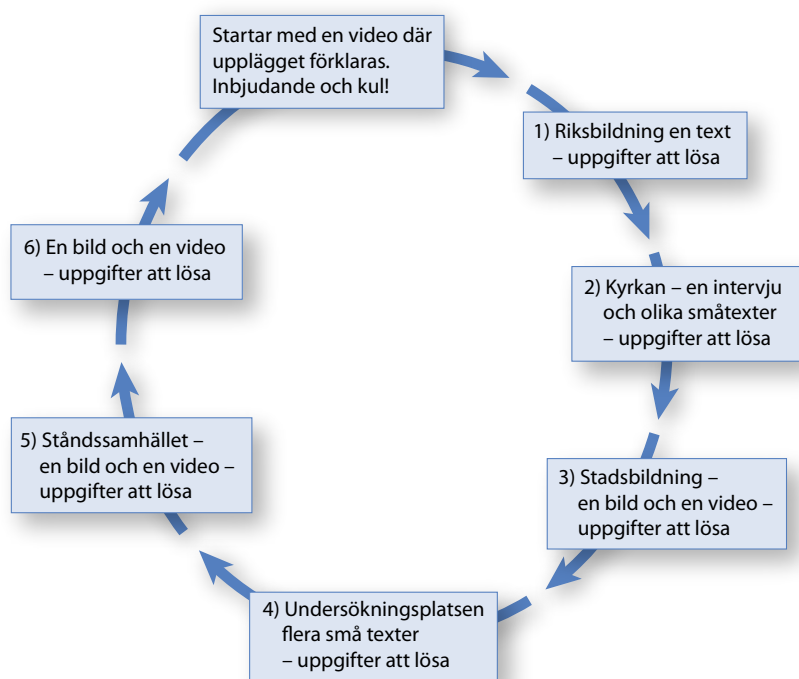 Startar med en video där
upplägget förklaras.
Inbjudande och kul!
1) Riksbildning en text
– uppgifter att lösa
2) Kyrkan – en intervju
och olika småtexter
– uppgifter att lösa
3) Stadsbildning –
en bild och en video –
uppgifter att lösa
4) Undersökningsplatsen
flera små texter
– uppgifter att lösa
5) Ståndssamhället –
en bild och en video –
uppgifter att lösa
6) En bild och en video
– uppgifter att lösa